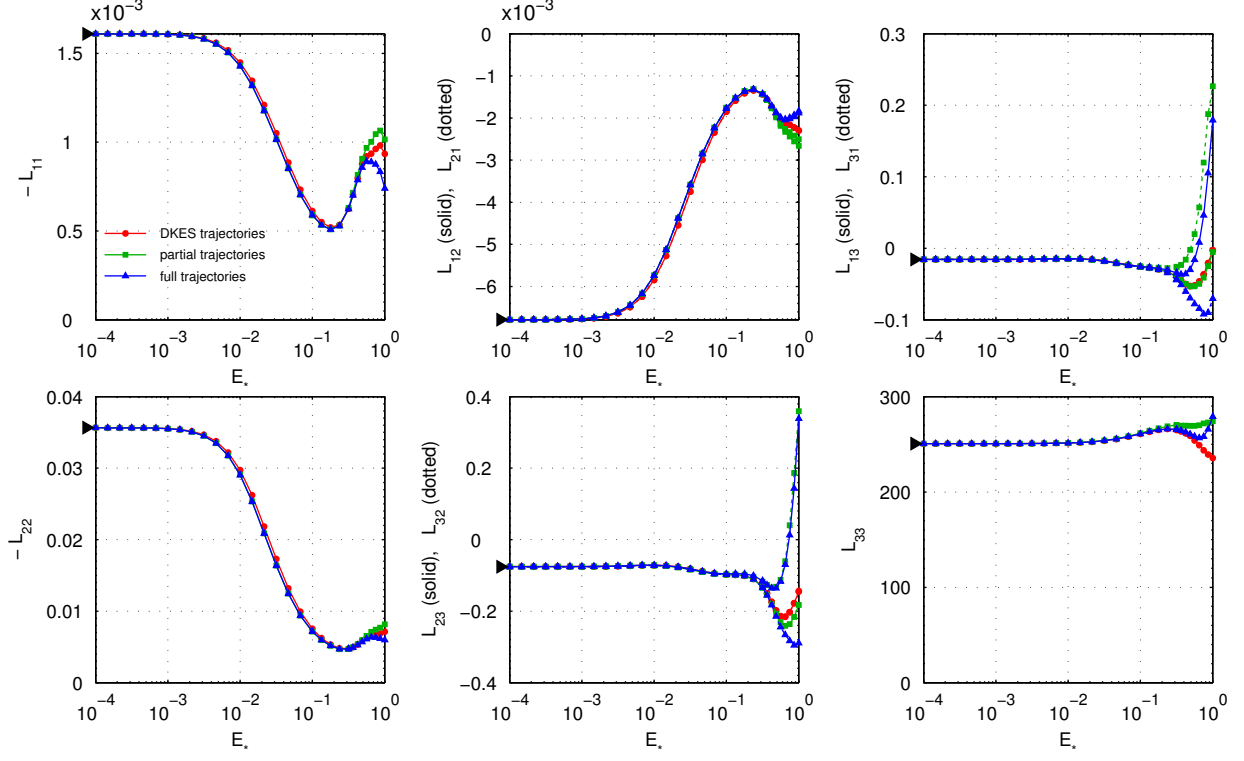 x10⁻³
1.5
1
0.5
0
− L₁₁
DKES trajectories
partial trajectories
full trajectories
10⁻⁴ 10⁻³ 10⁻² 10⁻¹ 10⁰
E*
x10⁻³
0
−1
−2
−3
−4
−5
−6
L₁₂ (solid), L₂₁ (dotted)
10⁻⁴ 10⁻³ 10⁻² 10⁻¹ 10⁰
E*
0.3
0.2
0.1
0
−0.1
L₁₃ (solid), L₃₁ (dotted)
10⁻⁴ 10⁻³ 10⁻² 10⁻¹ 10⁰
E*
0.04
0.03
0.02
0.01
0
− L₂₂
10⁻⁴ 10⁻³ 10⁻² 10⁻¹ 10⁰
E*
0.4
0.2
0
−0.2
−0.4
L₂₃ (solid), L₃₂ (dotted)
10⁻⁴ 10⁻³ 10⁻² 10⁻¹ 10⁰
E*
300
250
200
150
100
50
0
L₃₃
10⁻⁴ 10⁻³ 10⁻² 10⁻¹ 10⁰
E*